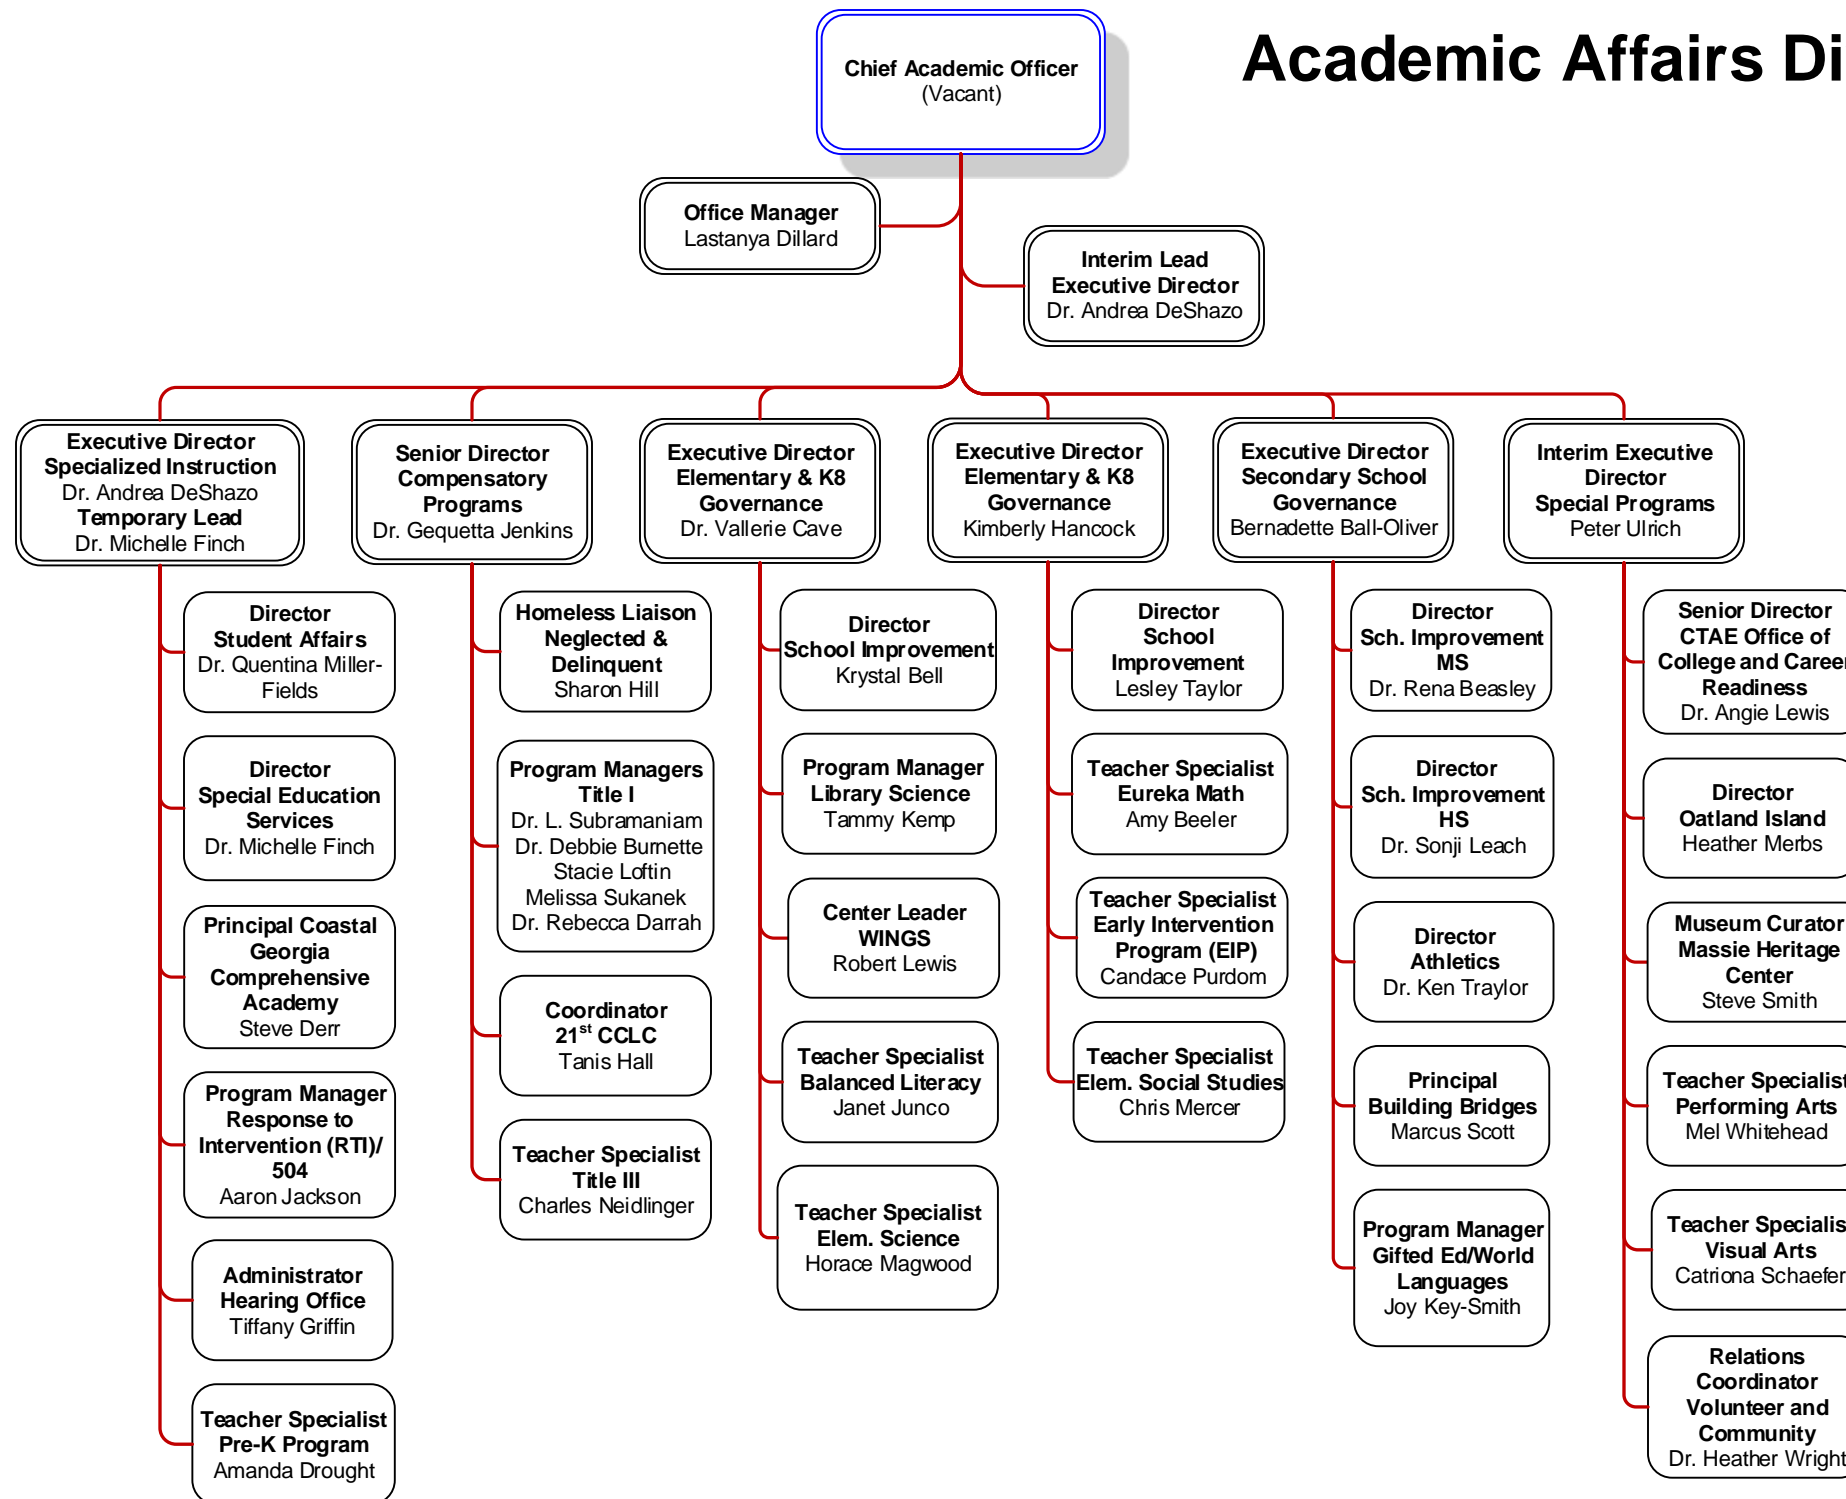 Academic Affairs Di
Chief Academic Officer
(Vacant)
Office Manager
Lastanya Dillard
Interim Lead
Executive Director
Dr. Andrea DeShazo
Executive Director
Specialized Instruction
Dr. Andrea DeShazo
Temporary Lead
Dr. Michelle Finch
Director
Student Affairs
Dr. Quentina Miller-
Fields
Director
Special Education
Services
Dr. Michelle Finch
Principal Coastal
Georgia
Comprehensive
Academy
Steve Derr
Program Manager
Response to
Intervention (RTI)/
504
Aaron Jackson
Administrator
Hearing Office
Tiffany Griffin
Teacher Specialist
Pre-K Program
Amanda Drought
Senior Director
Compensatory
Programs
Dr. Gequetta Jenkins
Homeless Liaison
Neglected &
Delinquent
Sharon Hill
Program Managers
Title I
Dr. L. Subramaniam
Dr. Debbie Burnette
Stacie Loftin
Melissa Sukanek
Dr. Rebecca Darrah
Coordinator
21st CCLC
Tanis Hall
Teacher Specialist
Title III
Charles Neidlinger
Executive Director
Elementary & K8
Governance
Dr. Vallerie Cave
Director
School Improvement
Krystal Bell
Program Manager
Library Science
Tammy Kemp
Center Leader
WINGS
Robert Lewis
Teacher Specialist
Balanced Literacy
Janet Junco
Teacher Specialist
Elem. Science
Horace Magwood
Executive Director
Elementary & K8
Governance
Kimberly Hancock
Director
School
Improvement
Lesley Taylor
Teacher Specialist
Eureka Math
Amy Beeler
Teacher Specialist
Early Intervention
Program (EIP)
Candace Purdom
Teacher Specialist
Elem. Social Studies
Chris Mercer
Executive Director
Secondary School
Governance
Bernadette Ball-Oliver
Director
Sch. Improvement
MS
Dr. Rena Beasley
Director
Sch. Improvement
HS
Dr. Sonji Leach
Director
Athletics
Dr. Ken Traylor
Principal
Building Bridges
Marcus Scott
Program Manager
Gifted Ed/World
Languages
Joy Key-Smith
Interim Executive
Director
Special Programs
Peter Ulrich
Senior Director
CTAE Office of
College and Career
Readiness
Dr. Angie Lewis
Director
Oatland Island
Heather Merbs
Museum Curator
Massie Heritage
Center
Steve Smith
Teacher Specialist
Performing Arts
Mel Whitehead
Teacher Specialis
Visual Arts
Catriona Schaefer
Relations
Coordinator
Volunteer and
Community
Dr. Heather Wright